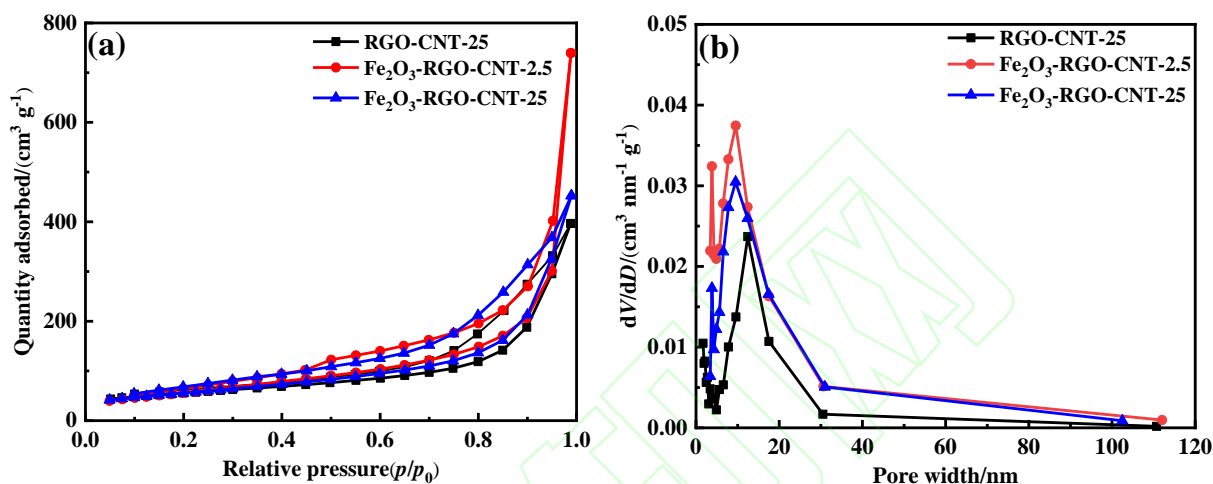 (a)
RGO-CNT-25
Fe₂O₃-RGO-CNT-2.5
Fe₂O₃-RGO-CNT-25
Quantity adsorbed/(cm³ g⁻¹)
800
600
400
200
0
0.0 0.2 0.4 0.6 0.8 1.0
Relative pressure(p/p₀)
(b)
RGO-CNT-25
Fe₂O₃-RGO-CNT-2.5
Fe₂O₃-RGO-CNT-25
dV/dD/(cm³ nm⁻¹ g⁻¹)
0.05
0.04
0.03
0.02
0.01
0.00
0 20 40 60 80 100 120
Pore width/nm